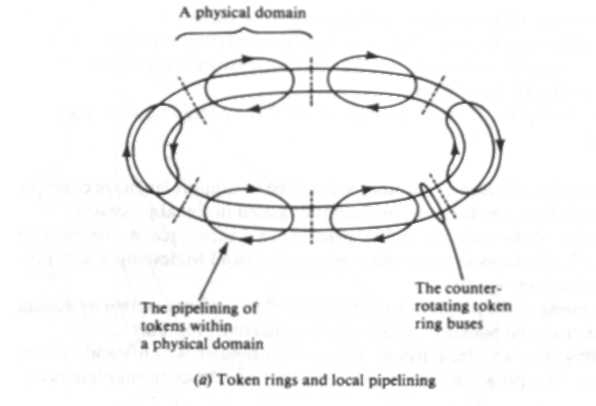 A physical domain
The pipelining of
tokens within
a physical domain
The counter-
rotating token
ring buses
(a) Token rings and local pipelining